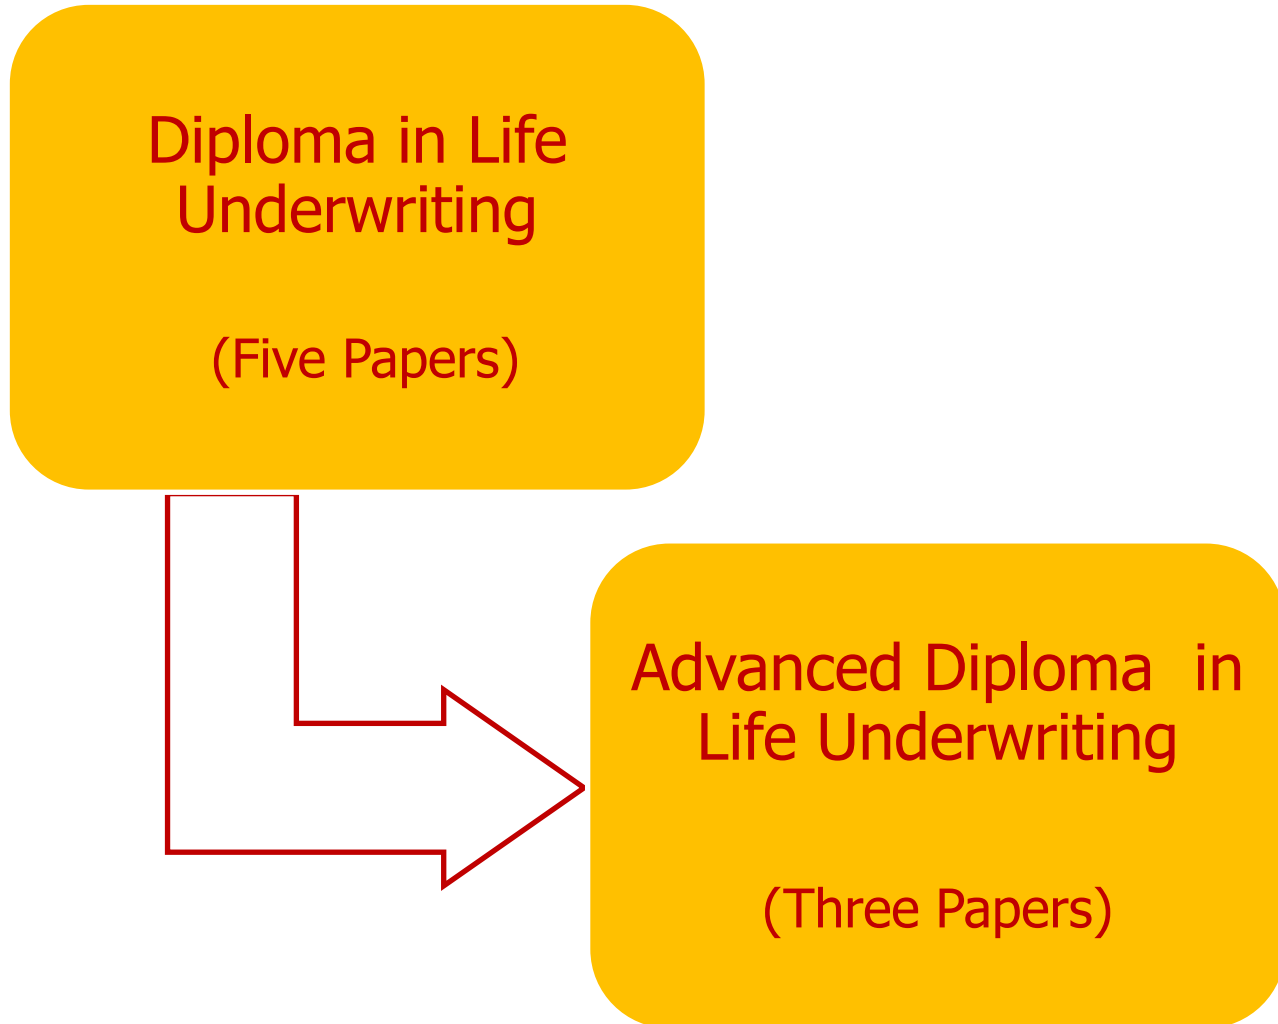 Diploma in Life
Underwriting
(Five Papers)
Advanced Diploma  in
Life Underwriting
(Three Papers)